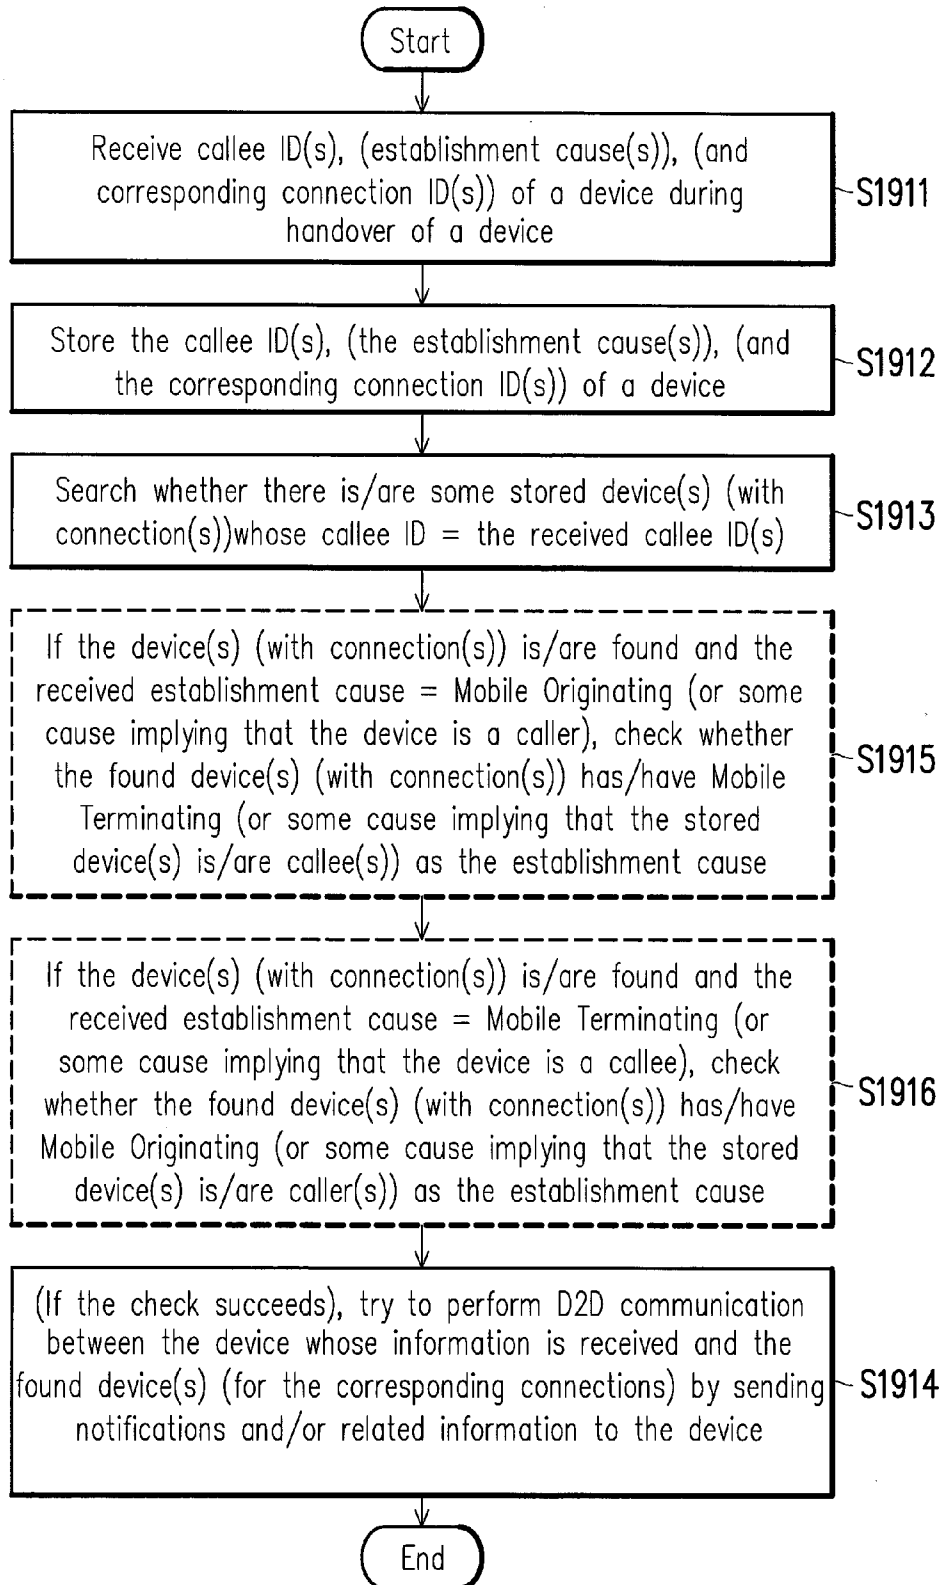 Start
Receive callee ID(s), (establishment cause(s)), (and
corresponding connection ID(s)) of a device during
handover of a device
S1911
Store the callee ID(s), (the establishment cause(s)), (and
the corresponding connection ID(s)) of a device
S1912
Search whether there is/are some stored device(s) (with
connection(s))whose callee ID = the received callee ID(s)
S1913
If the device(s) (with connection(s)) is/are found and the
received establishment cause = Mobile Originating (or some
cause implying that the device is a caller), check whether
the found device(s) (with connection(s)) has/have Mobile
Terminating (or some cause implying that the stored
device(s) is/are callee(s)) as the establishment cause
S1915
If the device(s) (with connection(s)) is/are found and the
received establishment cause = Mobile Terminating (or
some cause implying that the device is a callee), check
whether the found device(s) (with connection(s)) has/have
Mobile Originating (or some cause implying that the stored
device(s) is/are caller(s)) as the establishment cause
S1916
(If the check succeeds), try to perform D2D communication
between the device whose information is received and the
found device(s) (for the corresponding connections) by sending
notifications and/or related information to the device
S1914
End